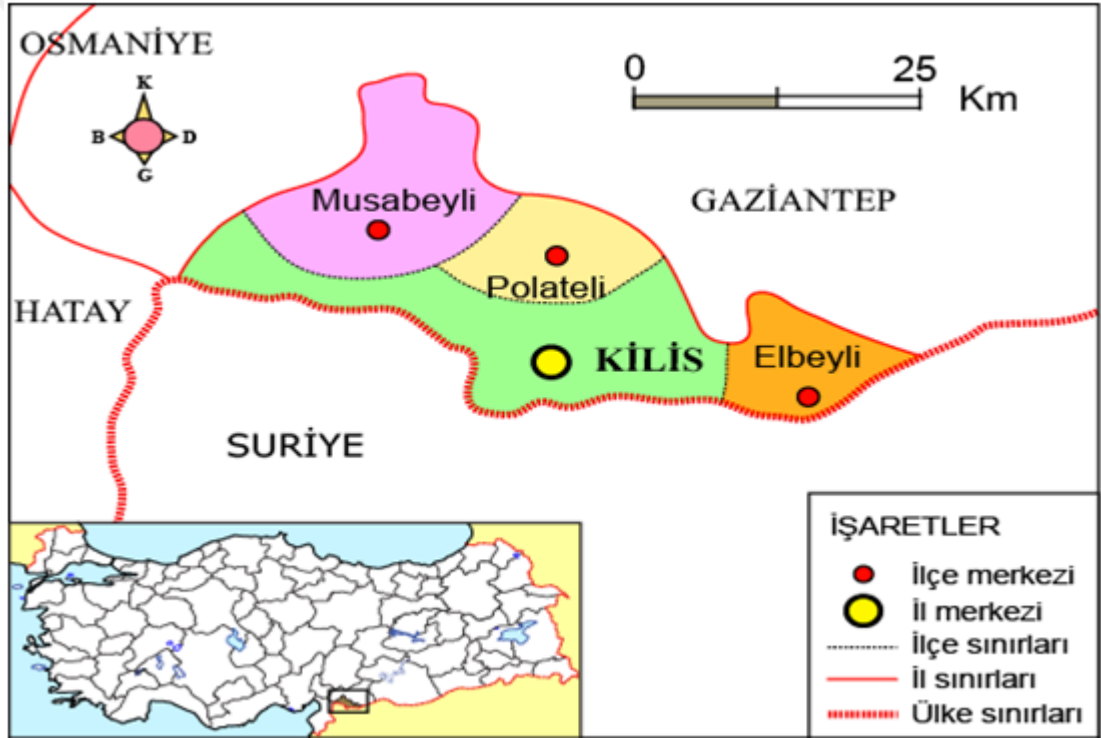 OSMANİYE
K
B
D
G
0
25
Km
Musabeyli
GAZİANTEP
Polateli
HATAY
KİLİS
Elbeyli
SURİYE
İŞARETLER
İlçe merkezi
İl merkezi
İlçe sınırları
İl sınırları
Ülke sınırları